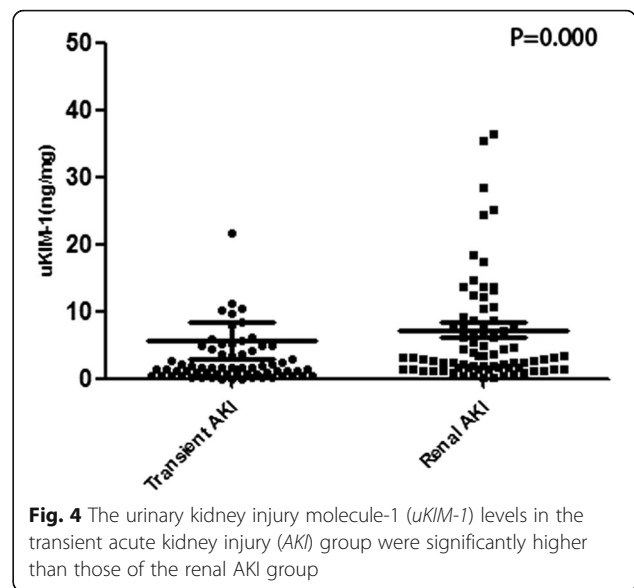 P=0.000
50
40
30
20
10
0
uKIM-1(ng/mg)
Transient AKI
Renal AKI
Fig. 4 The urinary kidney injury molecule-1 (uKIM-1) levels in the
transient acute kidney injury (AKI) group were significantly higher
than those of the renal AKI group